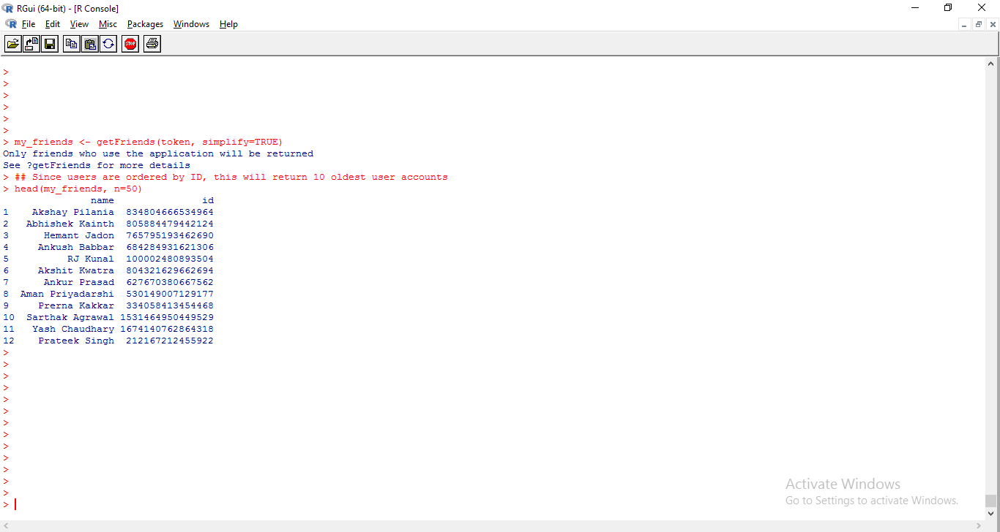 RGui (64-bit) - [R Console]
File Edit View Misc Packages Windows Help
STOP
>
>
>
>
>
>
> my_friends <- getFriends(token, simplify=TRUE)
Only friends who use the application will be returned
See ?getFriends for more details
> ## Since users are ordered by ID, this will return 10 oldest user accounts
> head(my_friends, n=50)
name id
1 Akshay Pilania 834804666534964
2 Abhishek Kainth 805884479442124
3 Hemant Jadon 765795193462690
4 Ankush Babbar 684284931621306
5 RJ Kunal 100002480893504
6 Akshit Kwatra 804321629662694
7 Ankur Prasad 627670380667562
8 Aman Priyadarshi 530149007129177
9 Prerna Kakkar 334058413454468
10 Sarthak Agrawal 1531464950449529
11 Yash Chaudhary 1674140762864318
12 Prateek Singh 212167212455922
>
>
>
>
>
>
>
>
>
>
>
>
>
>
Activate Windows
Go to Settings to activate Windows.